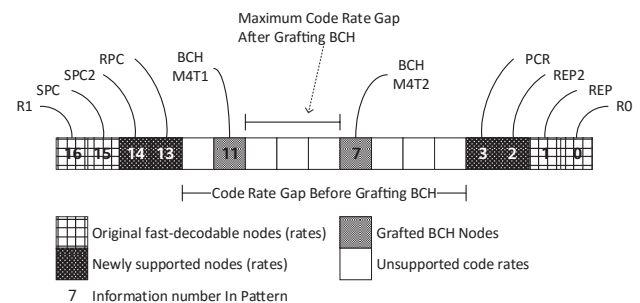 Maximum Code Rate Gap
After Grafting BCH
RPC
BCH
M4T1
BCH
M4T2
PCR
SPC2
REP2
SPC
REP
R1
R0
16 15 14 13 11 7 3 2 1 0
Code Rate Gap Before Grafting BCH
Original fast-decodable nodes (rates)
Grafted BCH Nodes
Newly supported nodes (rates)
Unsupported code rates
7 Information number In Pattern